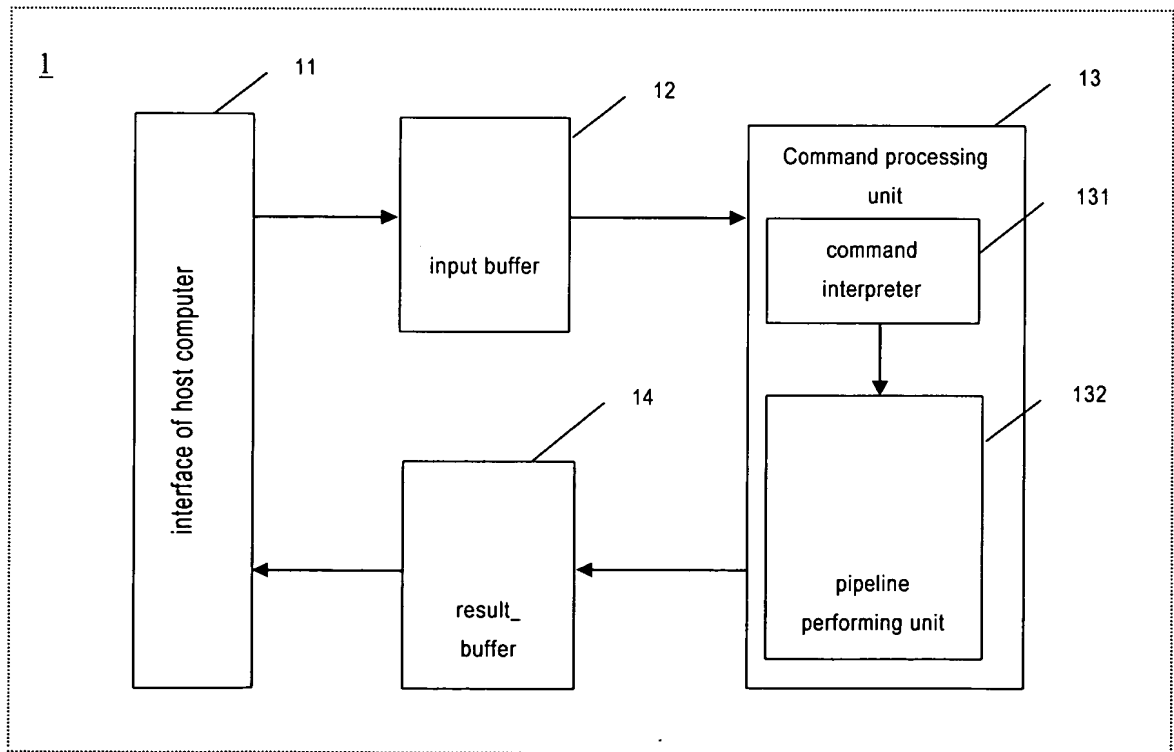 1
11
12
13
Command processing
unit
131
command
interpreter
input buffer
interface of host computer
14
132
result_
buffer
pipeline
performing unit